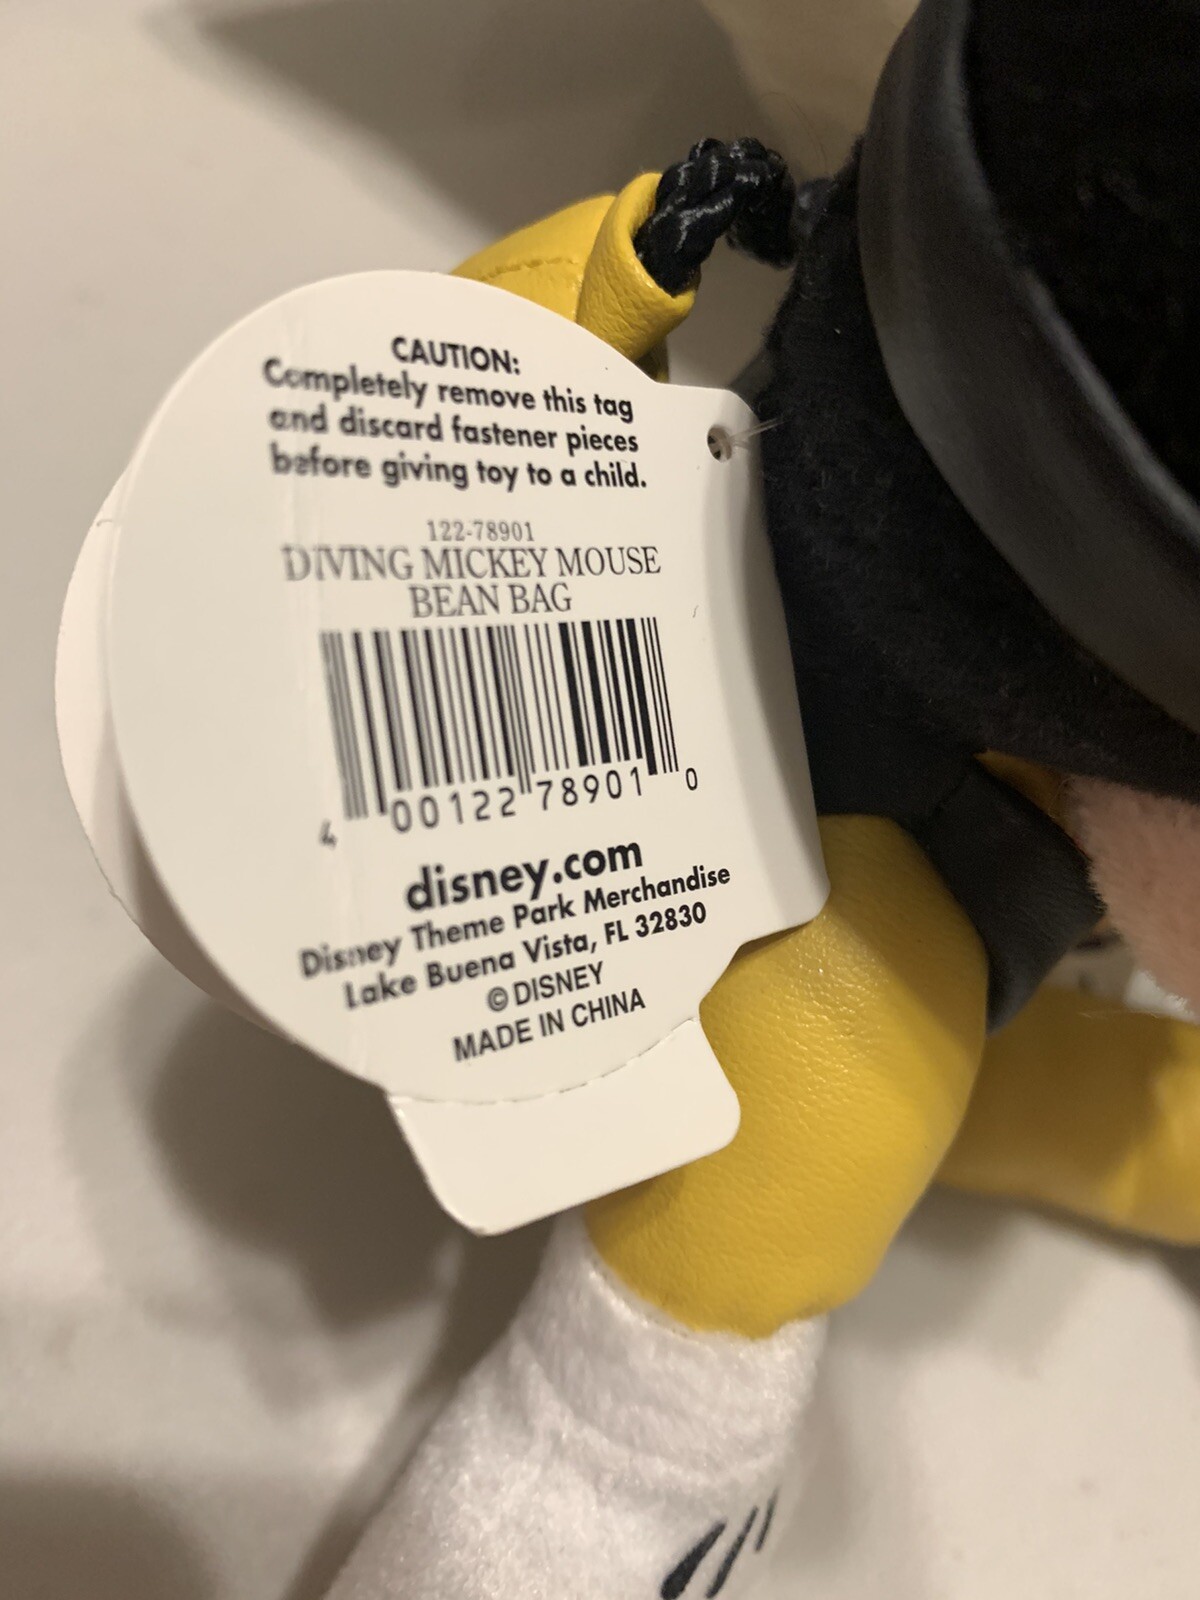 CAUTION:
Completely remove this tag
and discard fastener pieces
before giving toy to a child.
122-78901
DIVING MICKEY MOUSE
BEAN BAG
4 00122 78901 0
disney.com
Disney Theme Park Merchandise
Lake Buena Vista, FL 32830
© DISNEY
MADE IN CHINA